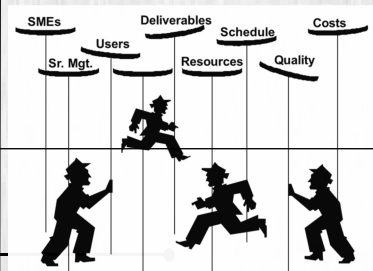 SMEs
Deliverables
Costs
Schedule
Users
Sr. Mgt.
Resources
Quality